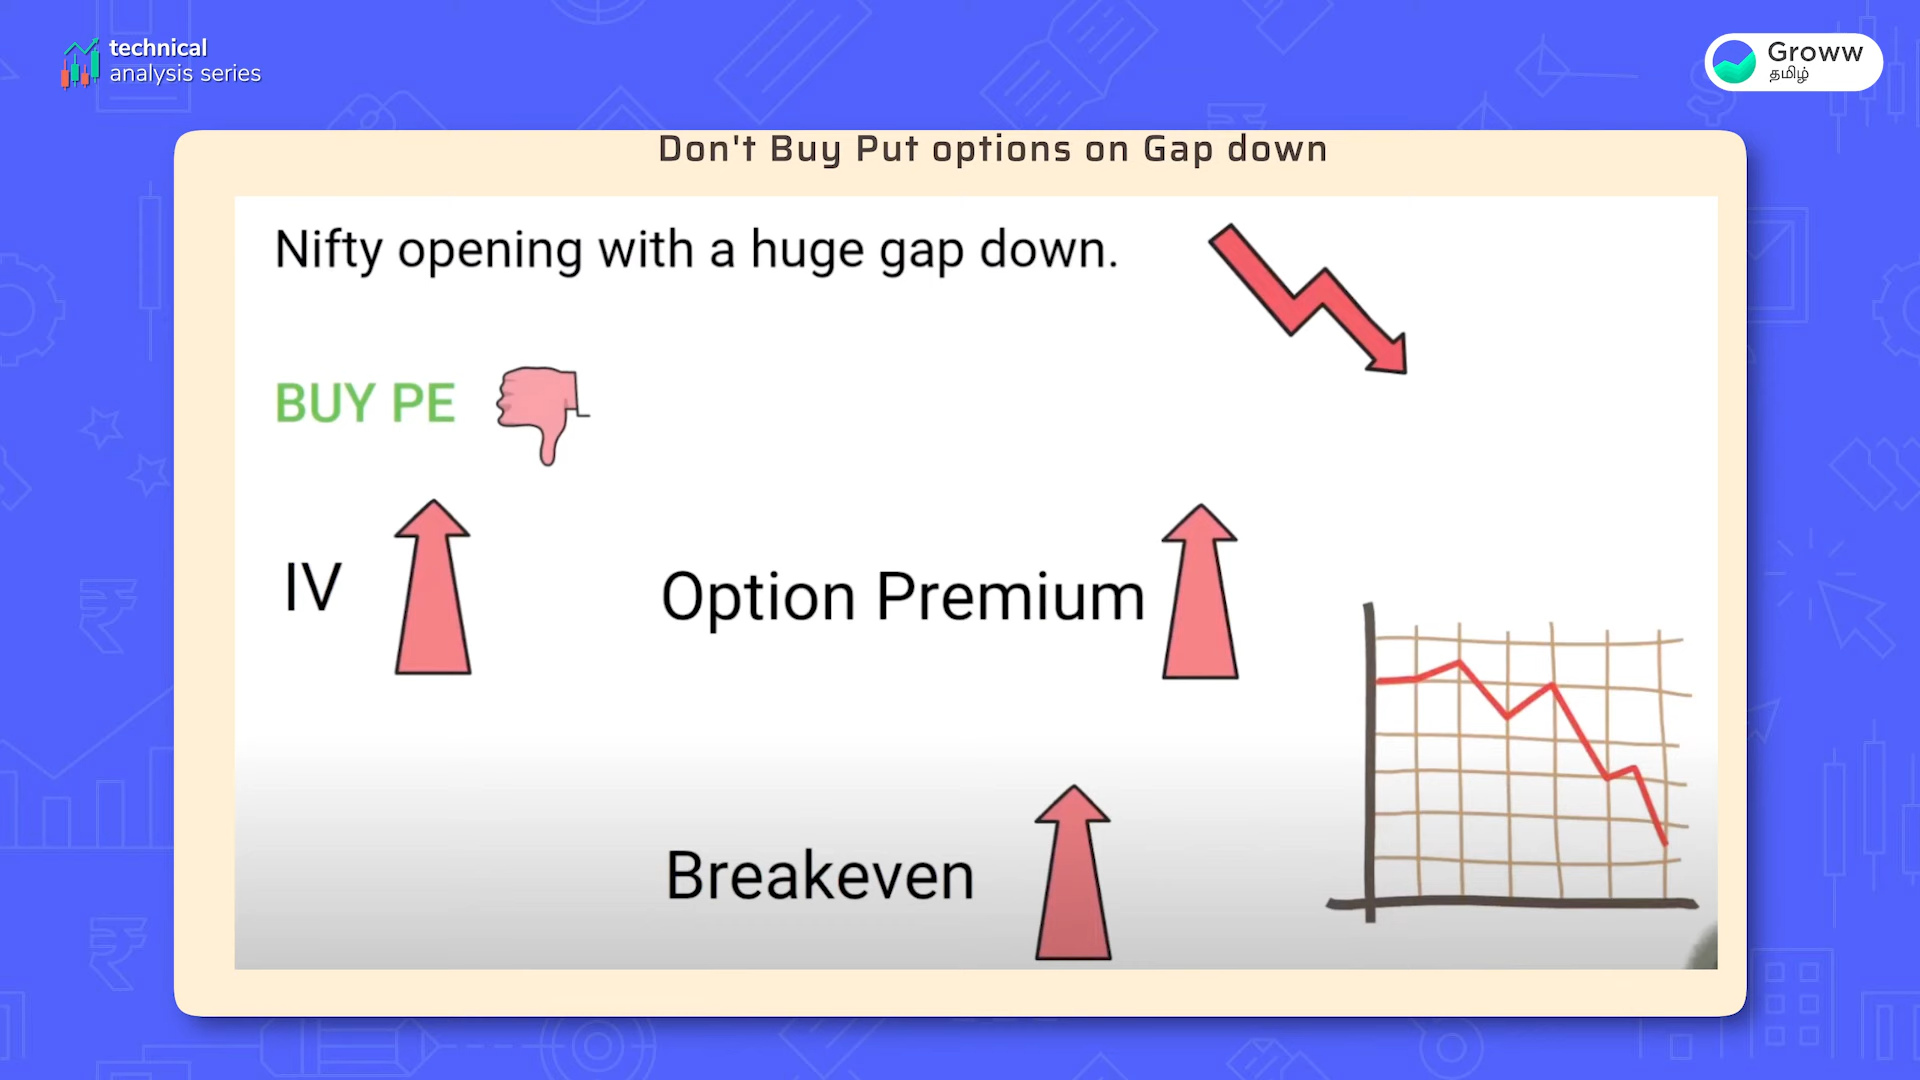 technical
analysis series
Groww
தமிழ்
Don't Buy Put options on Gap down
Nifty opening with a huge gap down.
BUY PE
IV
Option Premium
Breakeven